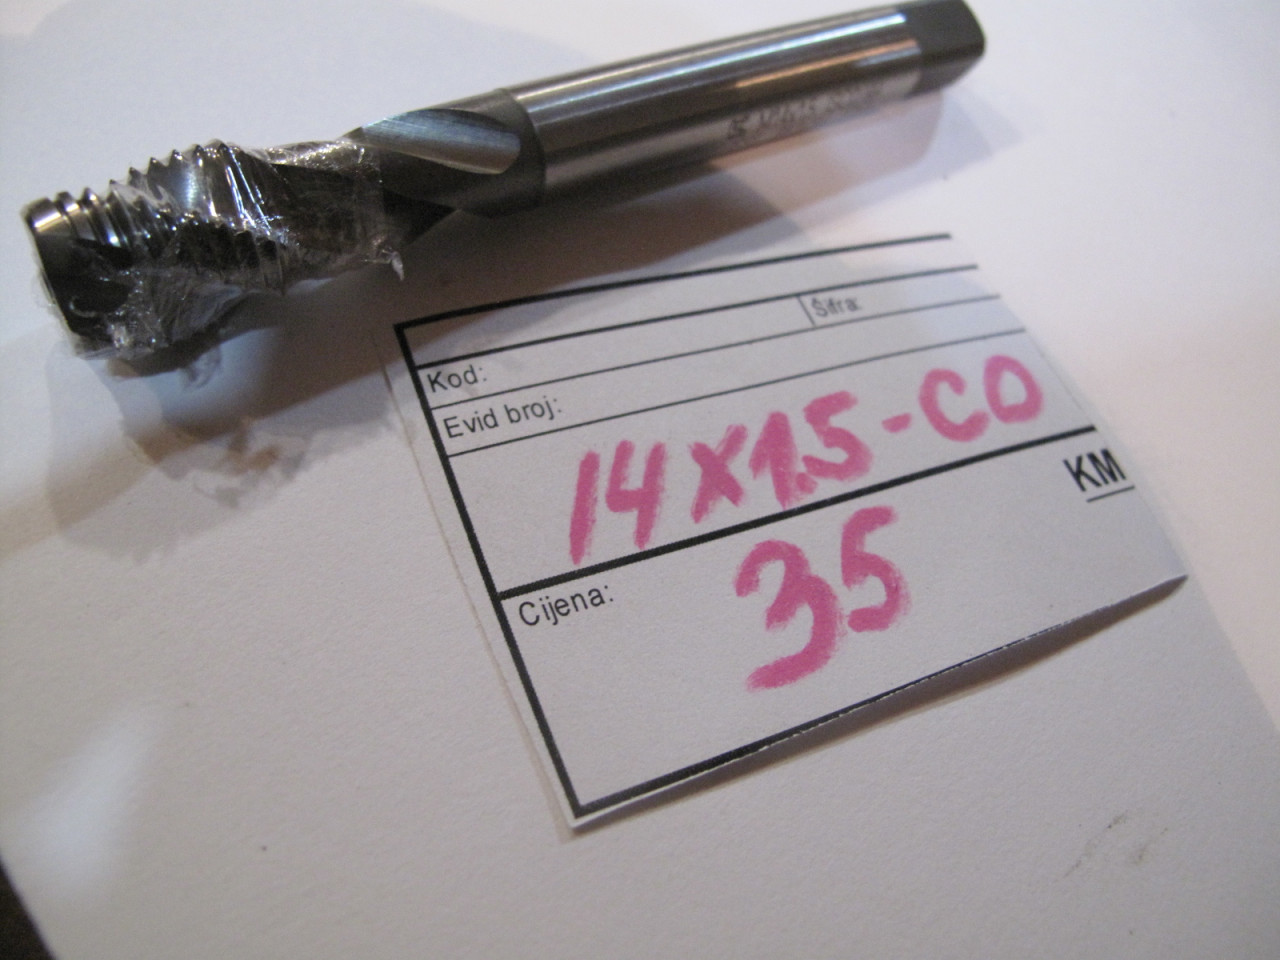 Šifra:
Kod:
Evid broj:
14x1.5-CO
KM
Cijena:
35